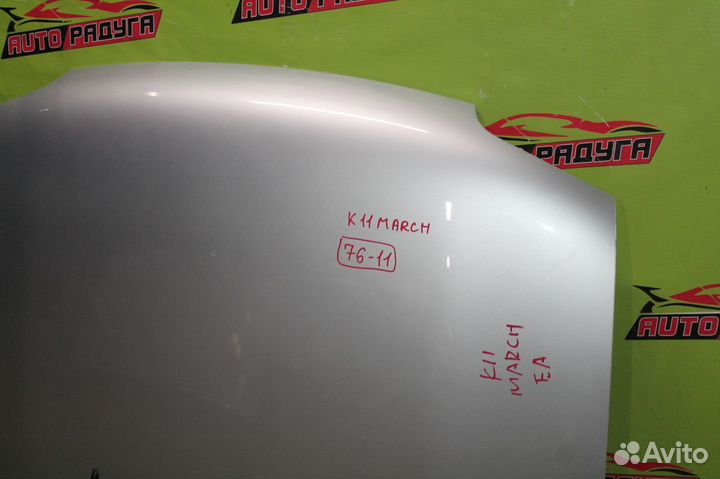 AUTO РАДУГА
AUTO РАДУГА
РАДУГА
K11 MARCH
76-11
AUTO
K11
MARCH
EA
Avito